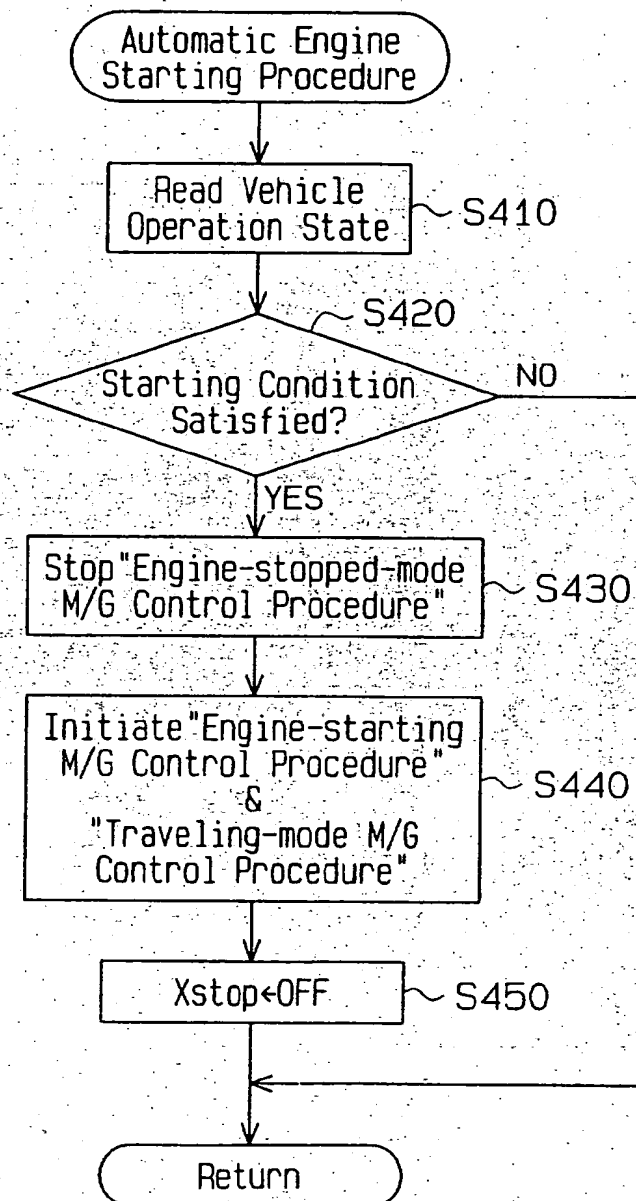 Automatic Engine
Starting Procedure
Read Vehicle
Operation State
S410
S420
Starting Condition
Satisfied?
NO
YES
Stop "Engine-stopped-mode
M/G Control Procedure"
S430
Initiate "Engine-starting
M/G Control Procedure"
&
"Traveling-mode M/G
Control Procedure"
S440
Xstop←OFF
S450
Return